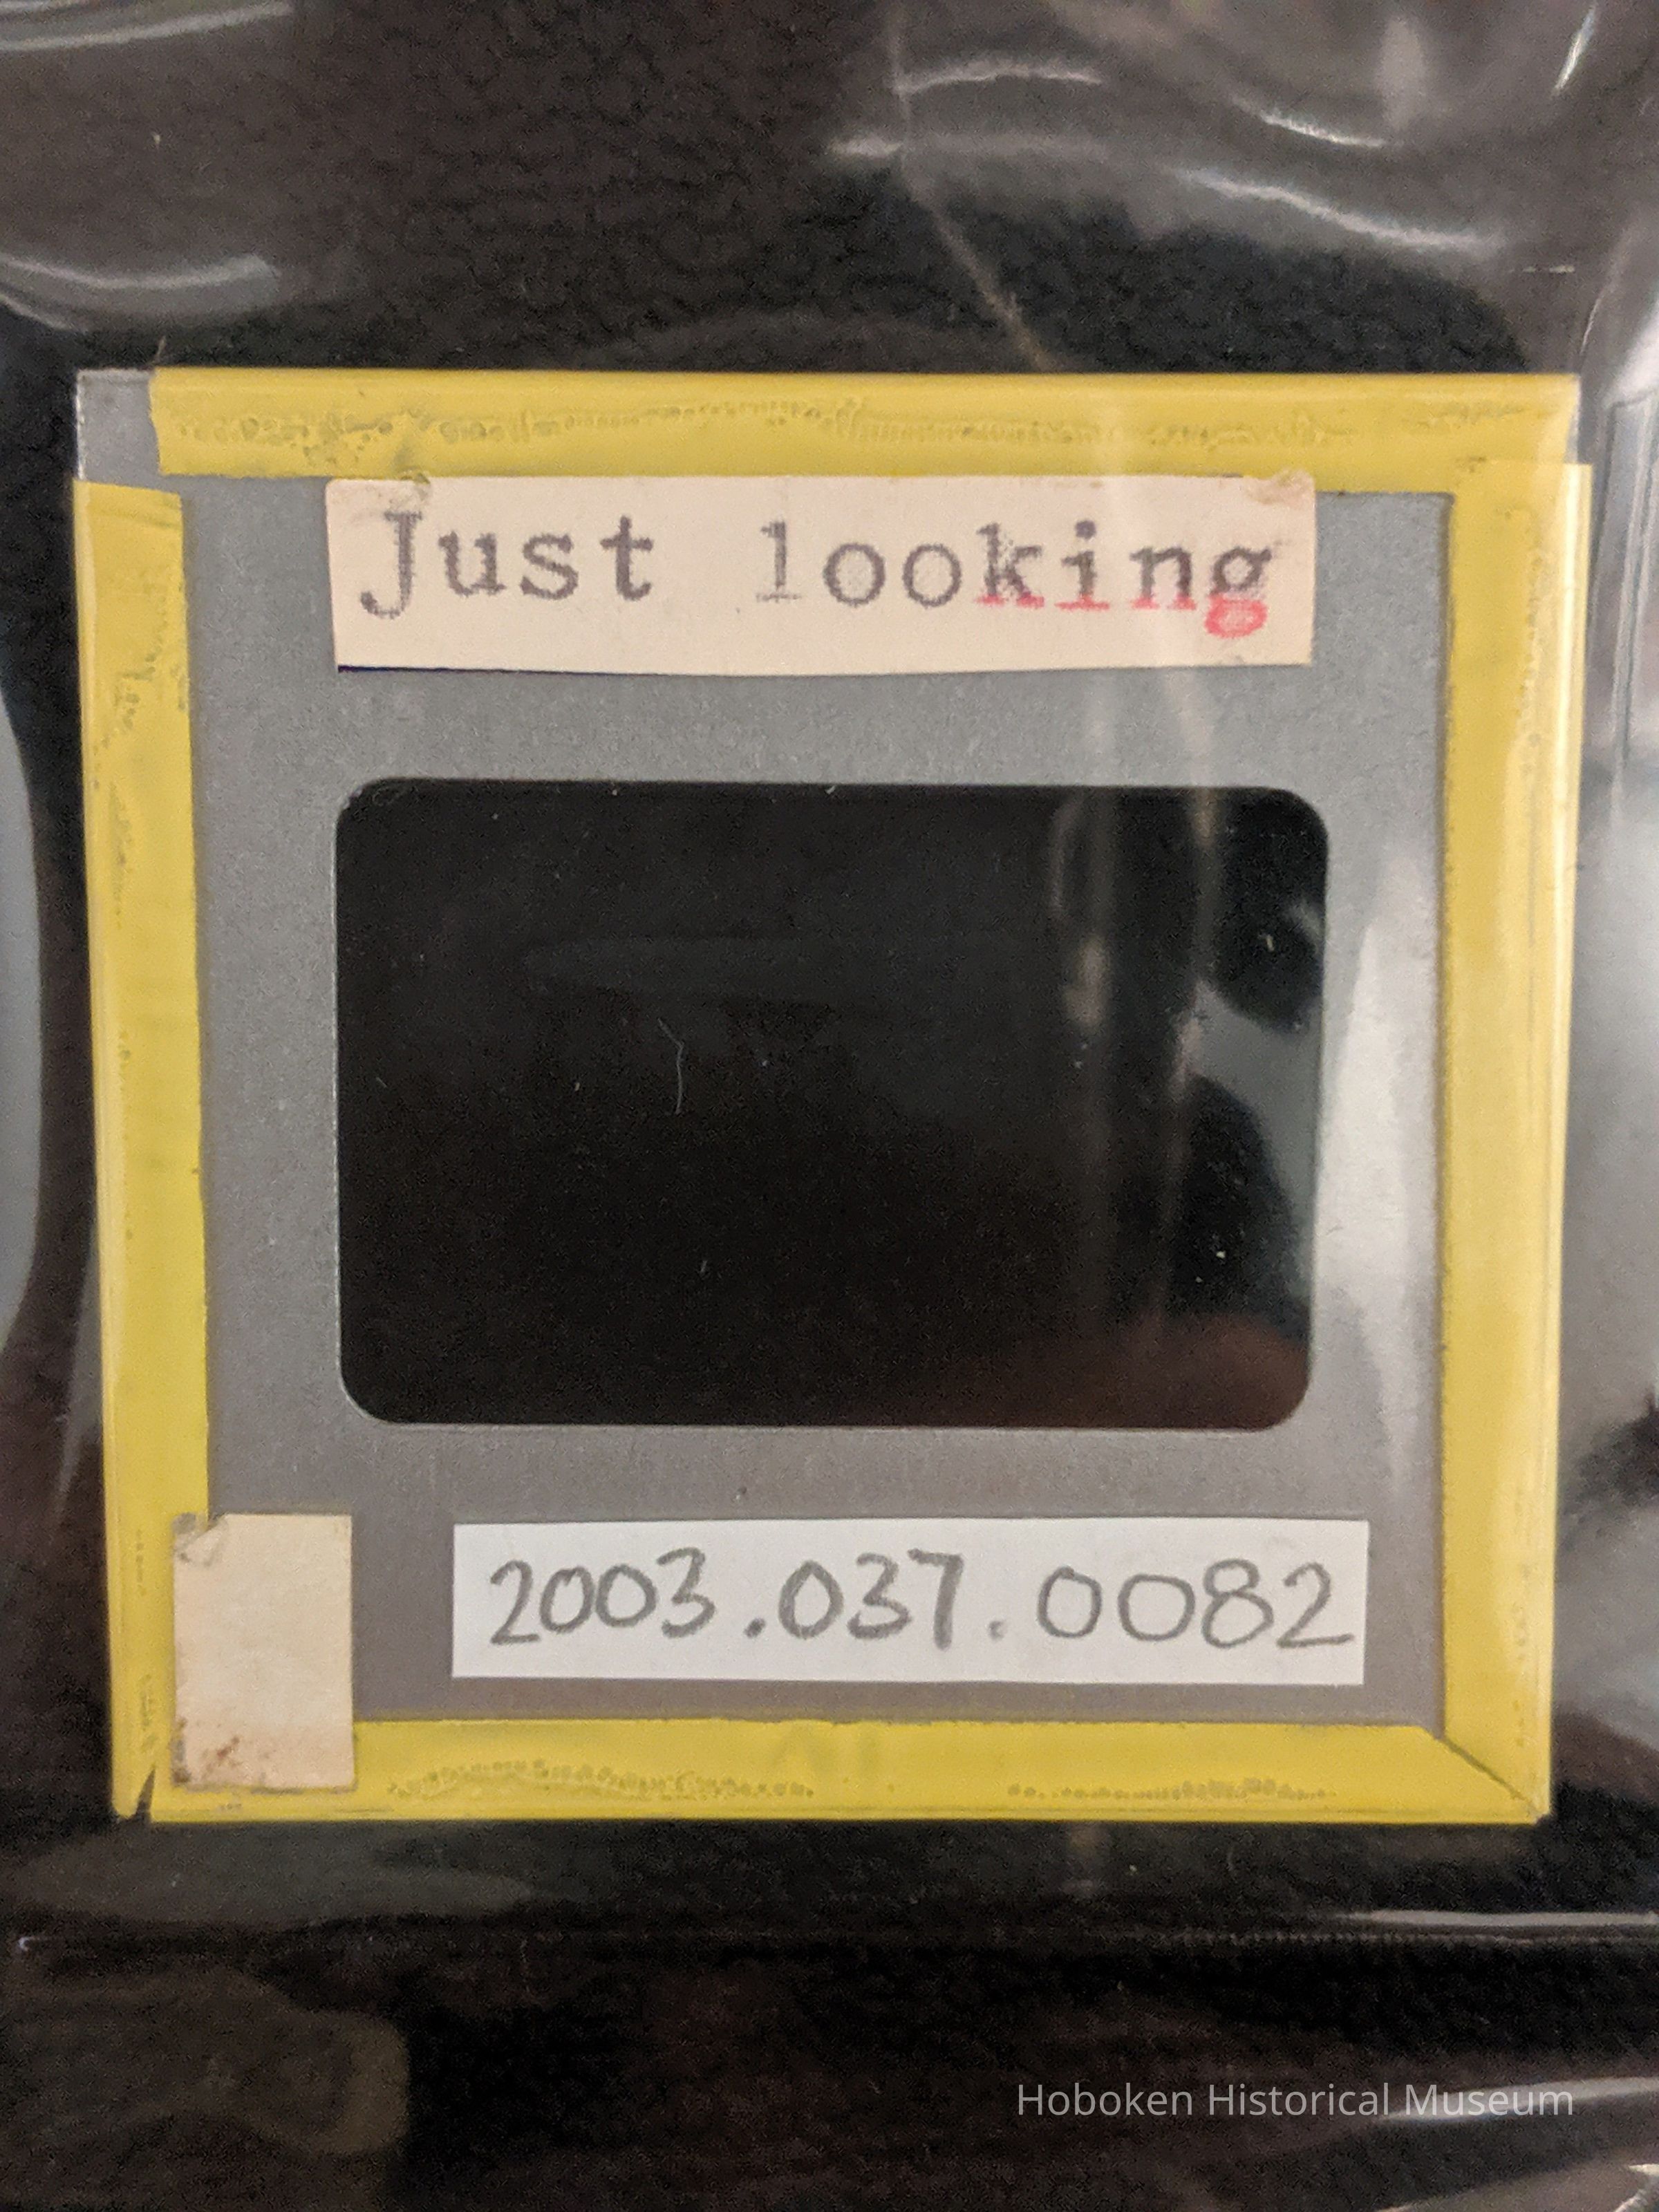 Just looking
2003.037.0082
Hoboken Historical Museum